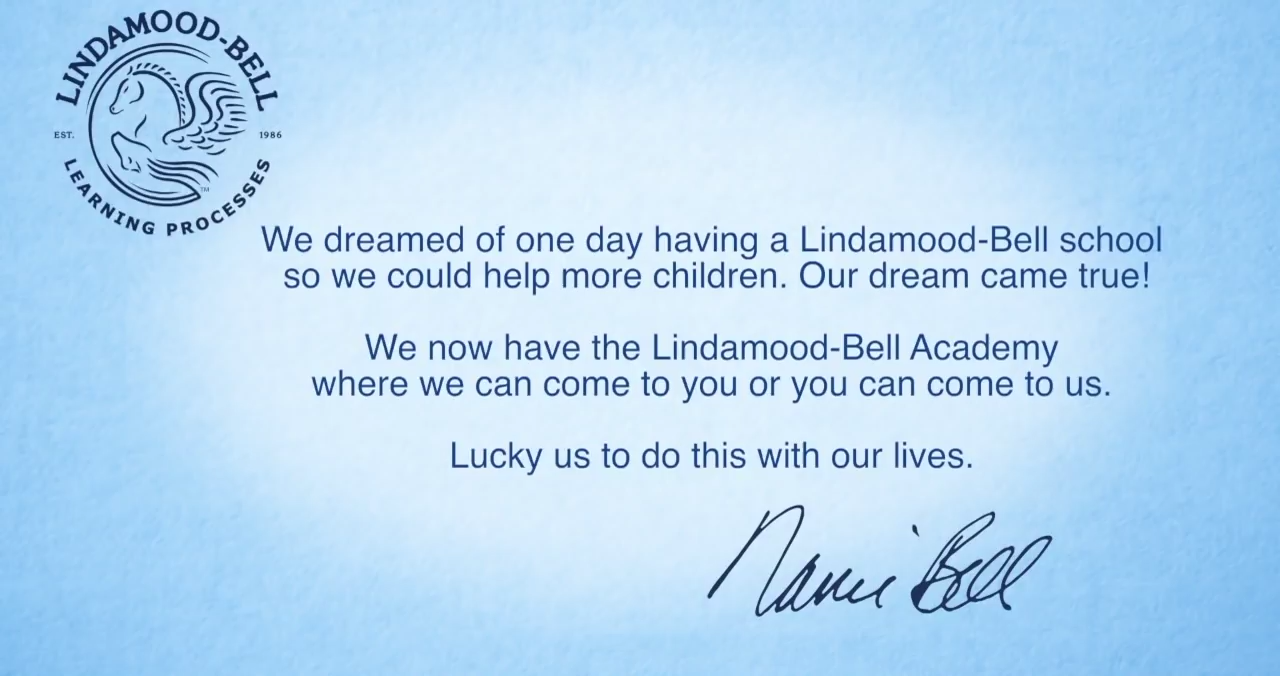 LINDAMOOD-BELL
EST. 1986
LEARNING PROCESSES
TM
We dreamed of one day having a Lindamood-Bell school
so we could help more children. Our dream came true!
We now have the Lindamood-Bell Academy
where we can come to you or you can come to us.
Lucky us to do this with our lives.
Nanci Bell